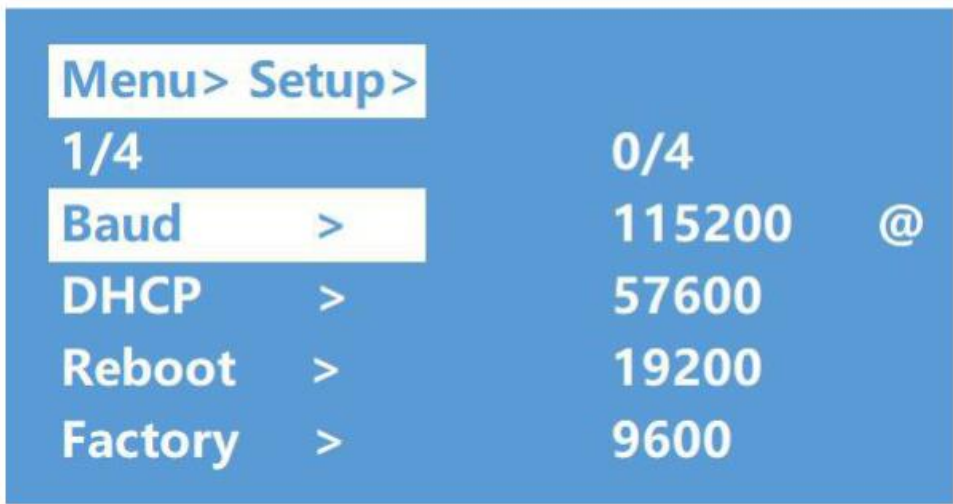 Menu> Setup>
1/4 0/4
Baud > 115200 @
DHCP > 57600
Reboot > 19200
Factory > 9600